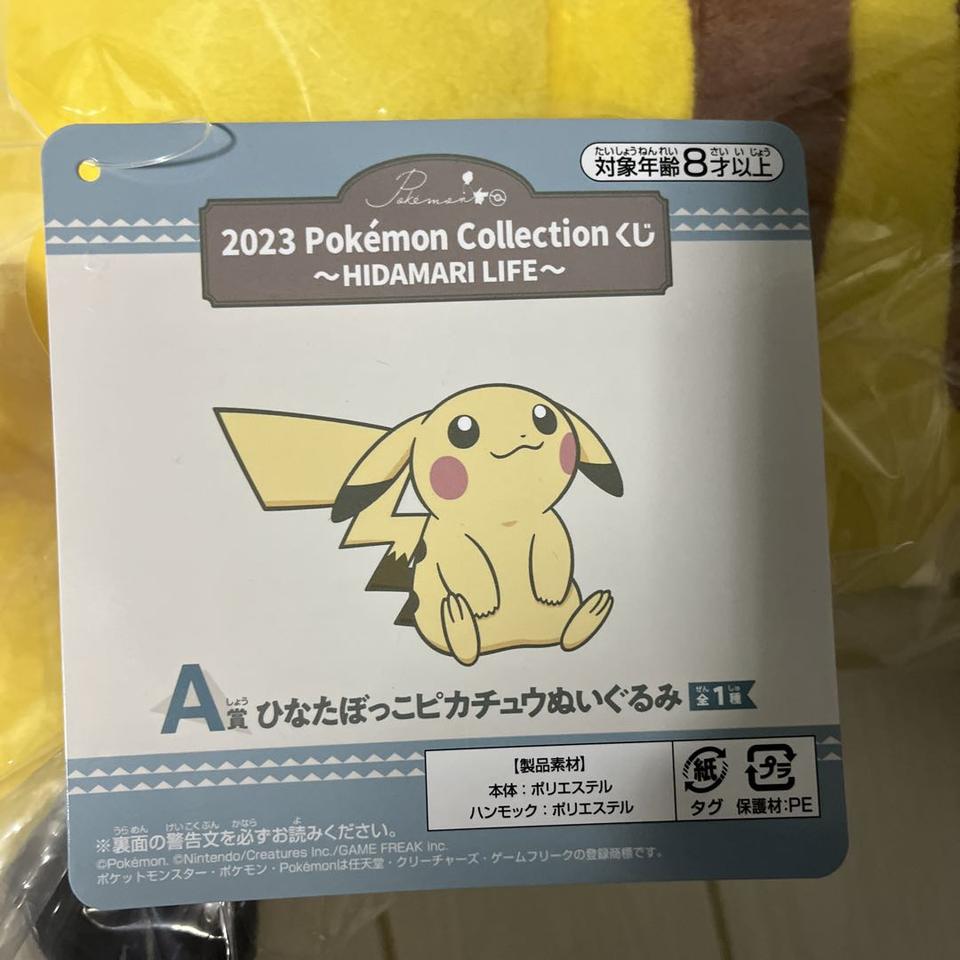 たいしょうねんれい さい いじょう
対象年齢8才以上
Pokémon
2023 Pokémon Collection くじ
～HIDAMARI LIFE～
しょう
A賞 ひなたぼっこピカチュウぬいぐるみ
ぜん しゅ
全1種
【製品素材】
本体：ポリエステル
ハンモック：ポリエステル
紙
タグ
プラ
保護材：PE
うらめん けいこくぶん かなら よ
※裏面の警告文を必ずお読みください。
©Pokémon. ©Nintendo/Creatures Inc./GAME FREAK inc.
ポケットモンスター・ポケモン・Pokémonは任天堂・クリーチャーズ・ゲームフリークの登録商標です。